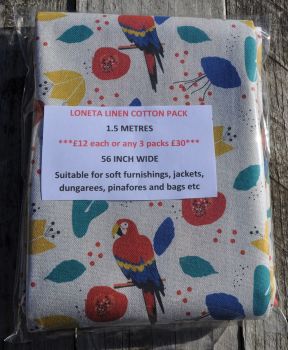 LONETA LINEN COTTON PACK
1.5 METRES
***£12 each or any 3 packs £30***
56 INCH WIDE
Suitable for soft furnishings, jackets,
dungarees, pinafores and bags etc